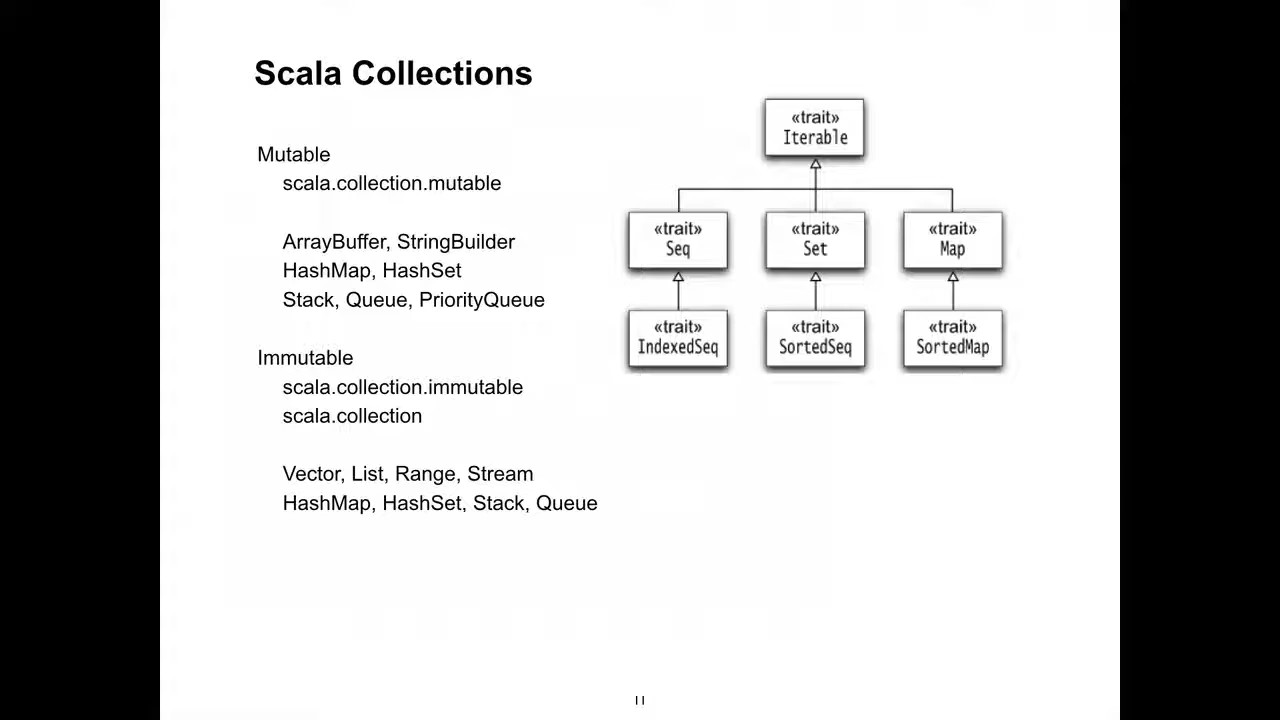 Scala Collections
Mutable
scala.collection.mutable
ArrayBuffer, StringBuilder
HashMap, HashSet
Stack, Queue, PriorityQueue
Immutable
scala.collection.immutable
scala.collection
Vector, List, Range, Stream
HashMap, HashSet, Stack, Queue
«trait»
Iterable
«trait»
Seq
«trait»
Set
«trait»
Map
«trait»
IndexedSeq
«trait»
SortedSeq
«trait»
SortedMap
11